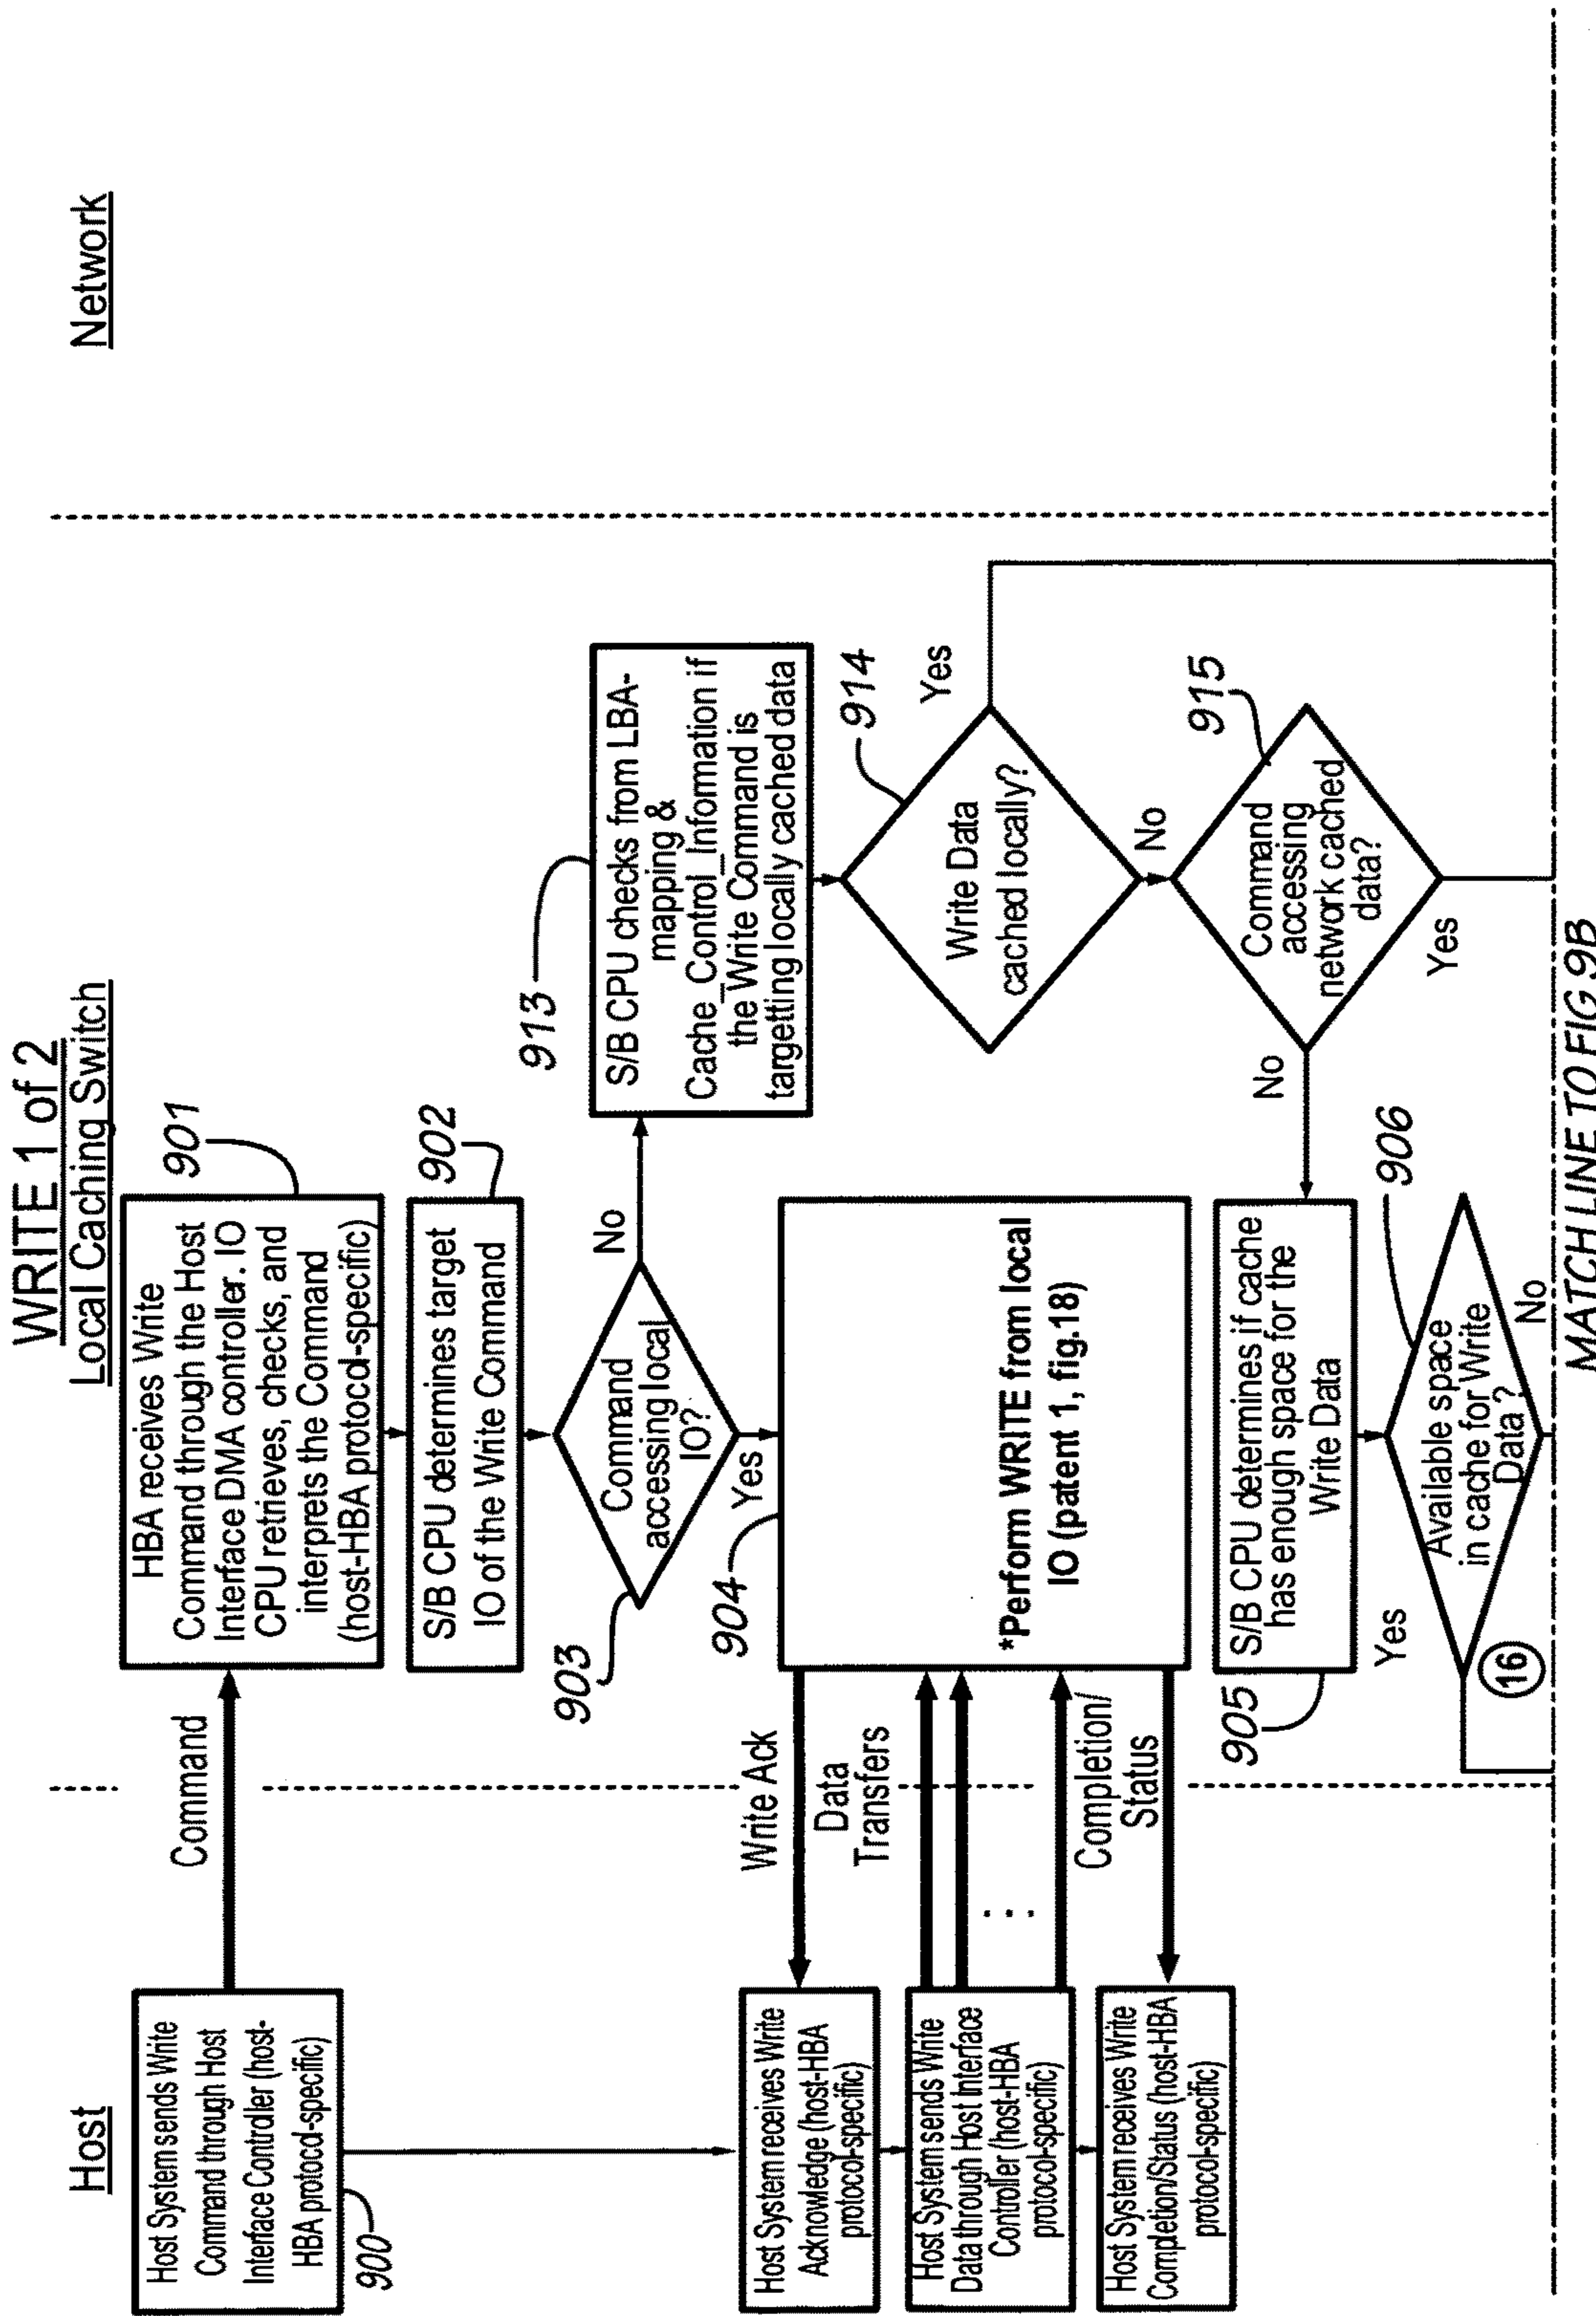 WRITE 1 of 2
Host
Local Caching Switch
Network
Host System sends Write
Command through Host
Interface Controller (host-
HBA protocol-specific)
900
Command
HBA receives Write
Command through the Host
Interface DMA controller. IO
CPU retrieves, checks, and
interprets the Command
(host-HBA protocol-specific)
901
S/B CPU determines target
IO of the Write Command
902
Command
accessing local
IO?
903
No
Yes
S/B CPU checks from LBA-
mapping &
Cache_Control_Information if
the Write Command is
targetting locally cached data
913
Write Data
cached locally?
914
Yes
No
Command
accessing
network cached
data?
915
No
Yes
904
*Perform WRITE from local
IO (patent 1, fig.18)
Write Ack
Data
Transfers
Completion/
Status
Host System receives Write
Acknowledge (host-HBA
protocol-specific)
Host System sends Write
Data through Host Interface
Controller (host-HBA
protocol-specific)
Host System receives Write
Completion/Status (host-HBA
protocol-specific)
S/B CPU determines if cache
has enough space for the
Write Data
905
Available space
in cache for Write
Data ?
906
Yes
No
16
MATCH LINE TO FIG 9B